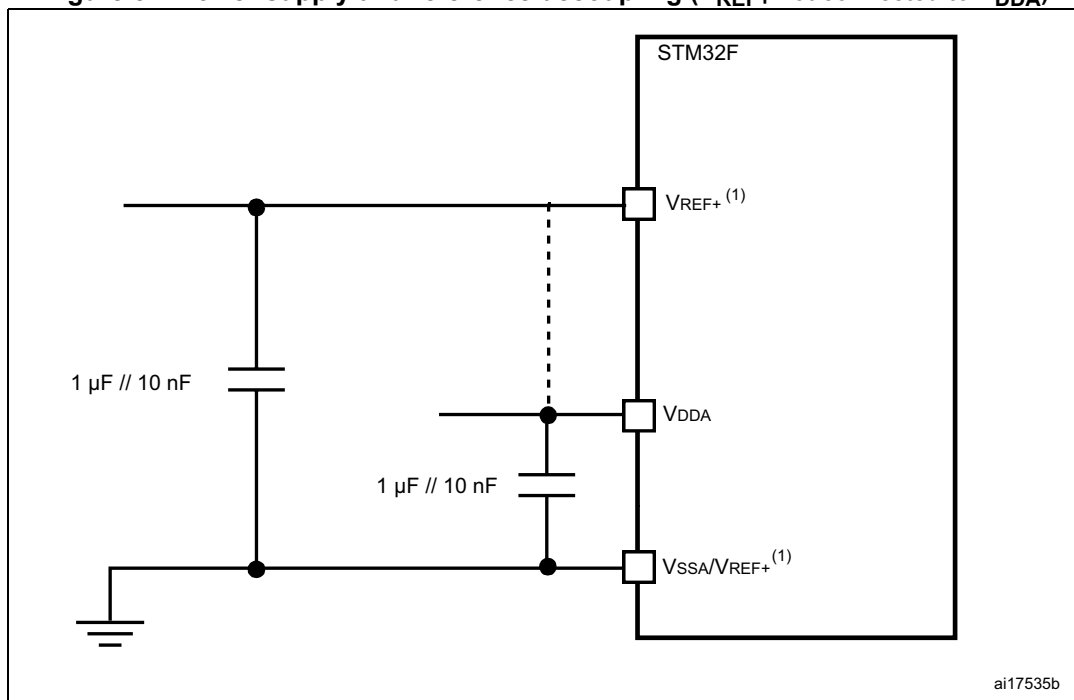 STM32F
VREF+ (1)
1 µF // 10 nF
VDDA
1 µF // 10 nF
VSSA/VREF+ (1)
ai17535b